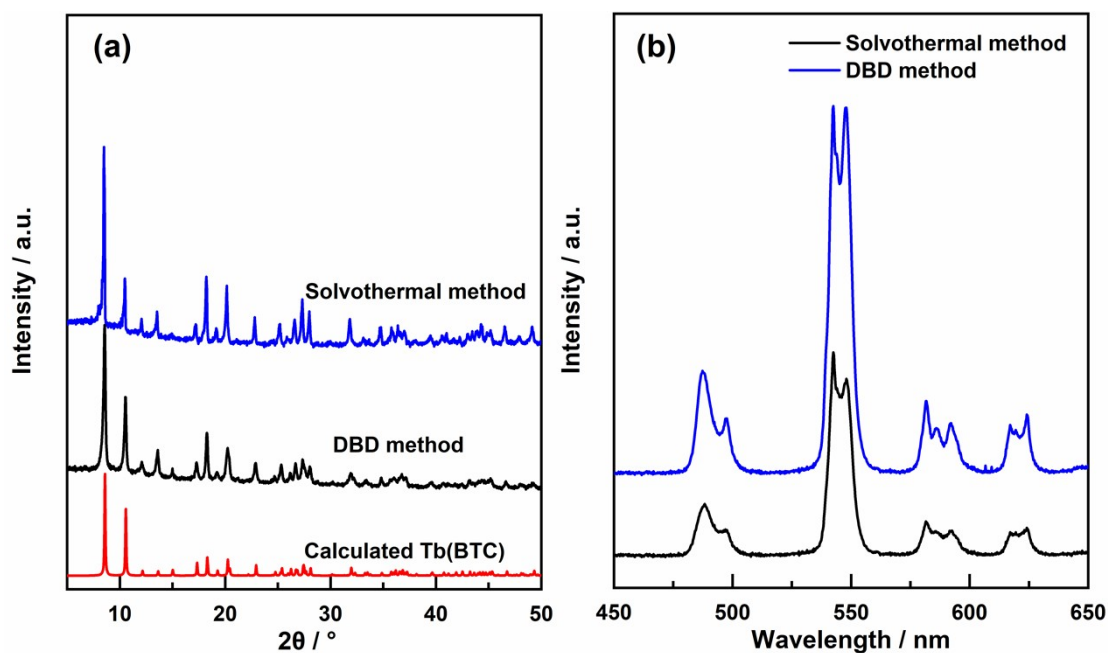 (a)
Intensity / a.u.
Solvothermal method
DBD method
Calculated Tb(BTC)
10 20 30 40 50
2θ / °
(b)
Solvothermal method
DBD method
Intensity / a.u.
450 500 550 600 650
Wavelength / nm